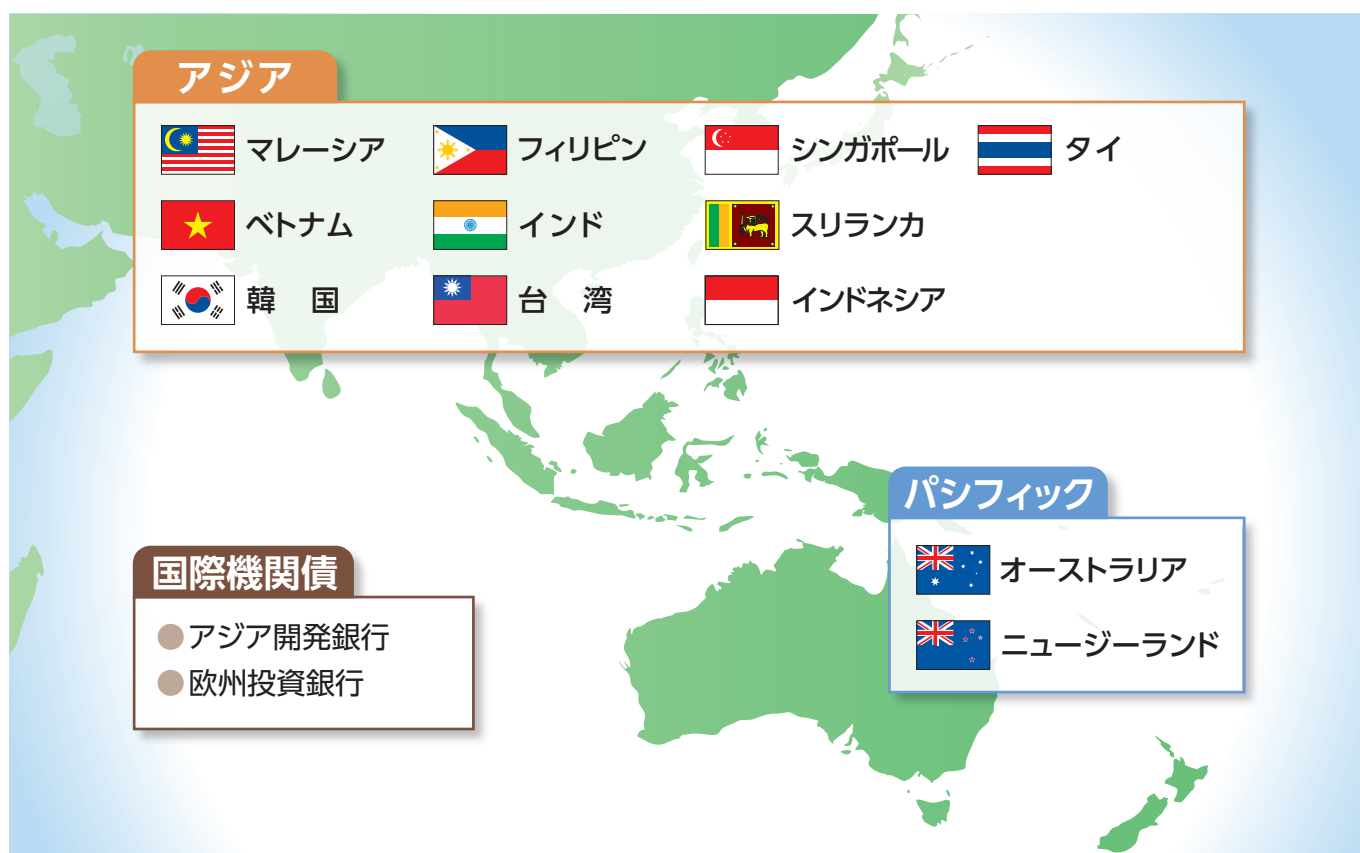 アジア
マレーシア フィリピン シンガポール タイ
ベトナム インド スリランカ
韓 国 台 湾 インドネシア
パシフィック
オーストラリア
ニュージーランド
国際機関債
●アジア開発銀行
●欧州投資銀行